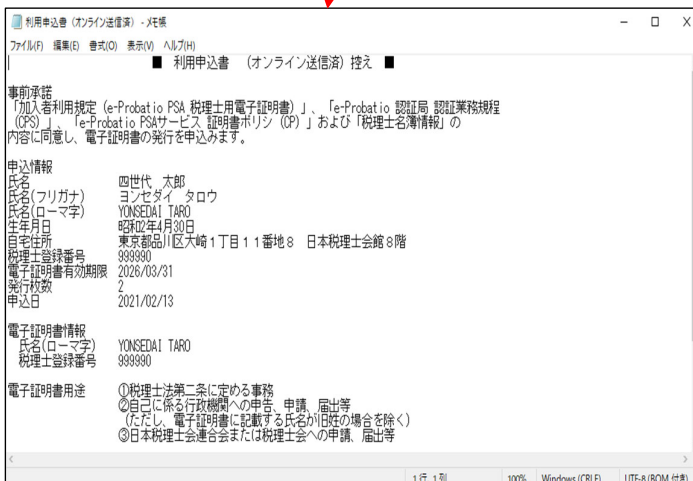 利用申込書（オンライン送信済） - メモ帳
ファイル(F) 編集(E) 書式(O) 表示(V) ヘルプ(H)
■ 利用申込書 （オンライン送信済）控え ■
事前承諾
「加入者利用規定（e-Probatio PSA 税理士用電子証明書）」、「e-Probatio 認証局 認証業務規程
（CPS）」、「e-Probatio PSAサービス 証明書ポリシ（CP）」および「税理士名簿情報」の
内容に同意し、電子証明書の発行を申込みます。
申込情報
氏名 四世代 太郎
氏名(フリガナ) ヨンセダイ タロウ
氏名(ローマ字) YONSEDAI TARO
生年月日 昭和2年4月30日
自宅住所 東京都品川区大崎１丁目１１番地８ 日本税理士会館８階
税理士登録番号 999990
電子証明書有効期限 2026/03/31
発行枚数 2
申込日 2021/02/13
電子証明書情報
氏名(ローマ字) YONSEDAI TARO
税理士登録番号 999990
電子証明書用途 ①税理士法第二条に定める事務
②自己に係る行政機関への申告、申請、届出等
（ただし、電子証明書に記載する氏名が旧姓の場合を除く）
③日本税理士会連合会または税理士会への申請、届出等
1行、1列 100% Windows (CRLF) UTF-8 (BOM 付き)